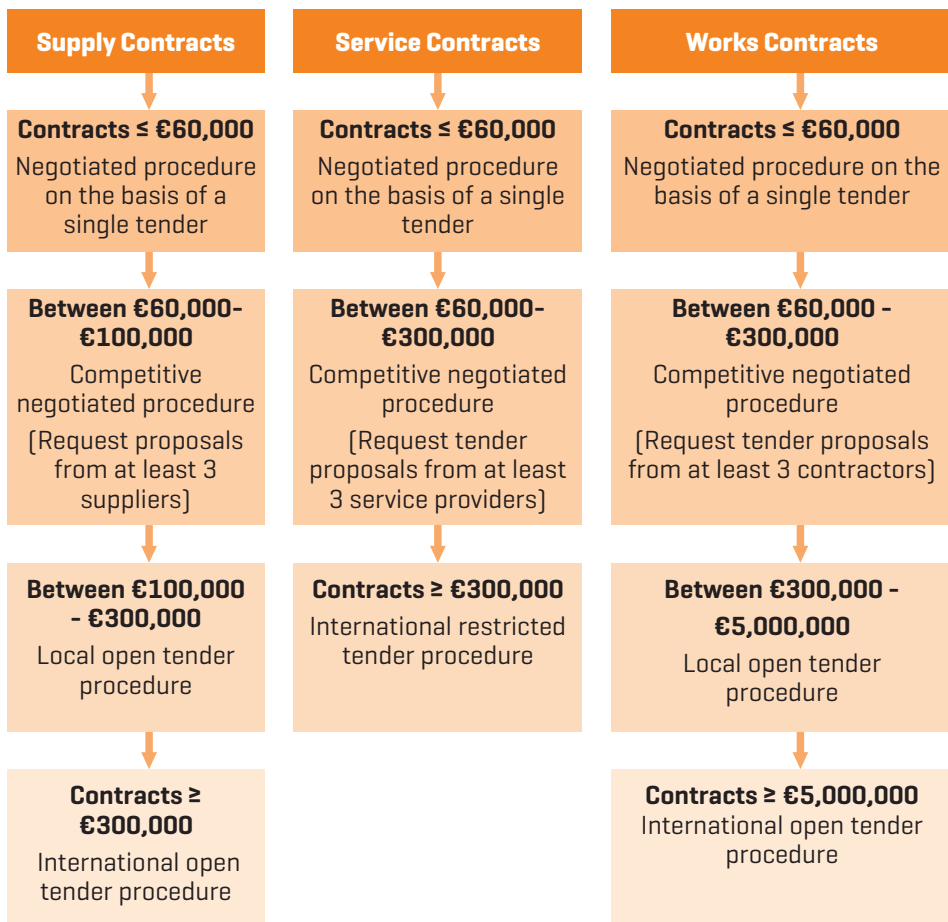 Supply Contracts
Contracts ≤ €60,000
Negotiated procedure
on the basis of a
single tender
Between €60,000-
€100,000
Competitive
negotiated procedure
(Request proposals
from at least 3
suppliers)
Between €100,000
- €300,000
Local open tender
procedure
Contracts ≥
€300,000
International open
tender procedure
Service Contracts
Contracts ≤ €60,000
Negotiated procedure
on the basis of a single
tender
Between €60,000-
€300,000
Competitive negotiated
procedure
(Request tender
proposals from at least
3 service providers)
Contracts ≥ €300,000
International restricted
tender procedure
Works Contracts
Contracts ≤ €60,000
Negotiated procedure on the
basis of a single tender
Between €60,000 -
€300,000
Competitive negotiated
procedure
(Request tender proposals
from at least 3 contractors)
Between €300,000 -
€5,000,000
Local open tender
procedure
Contracts ≥ €5,000,000
International open tender
procedure